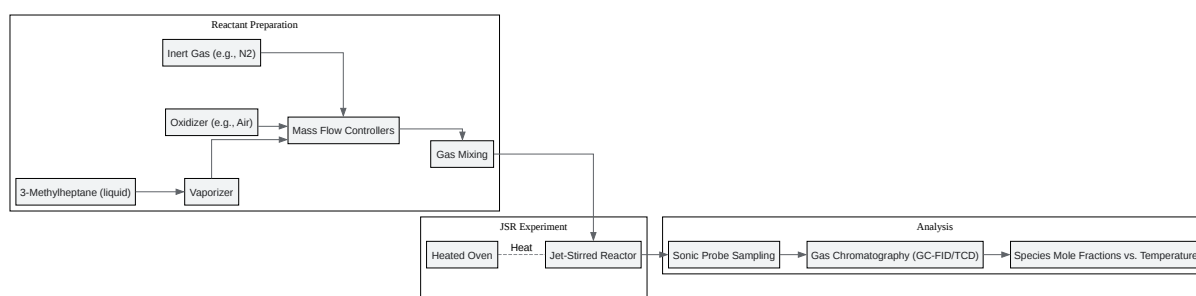 Reactant Preparation
Inert Gas (e.g., N2)
Oxidizer (e.g., Air)
Mass Flow Controllers
Gas Mixing
3-Methylheptane (liquid)
Vaporizer
JSR Experiment
Heated Oven
Heat
Jet-Stirred Reactor
Analysis
Sonic Probe Sampling
Gas Chromatography (GC-FID/TCD)
Species Mole Fractions vs. Temperature